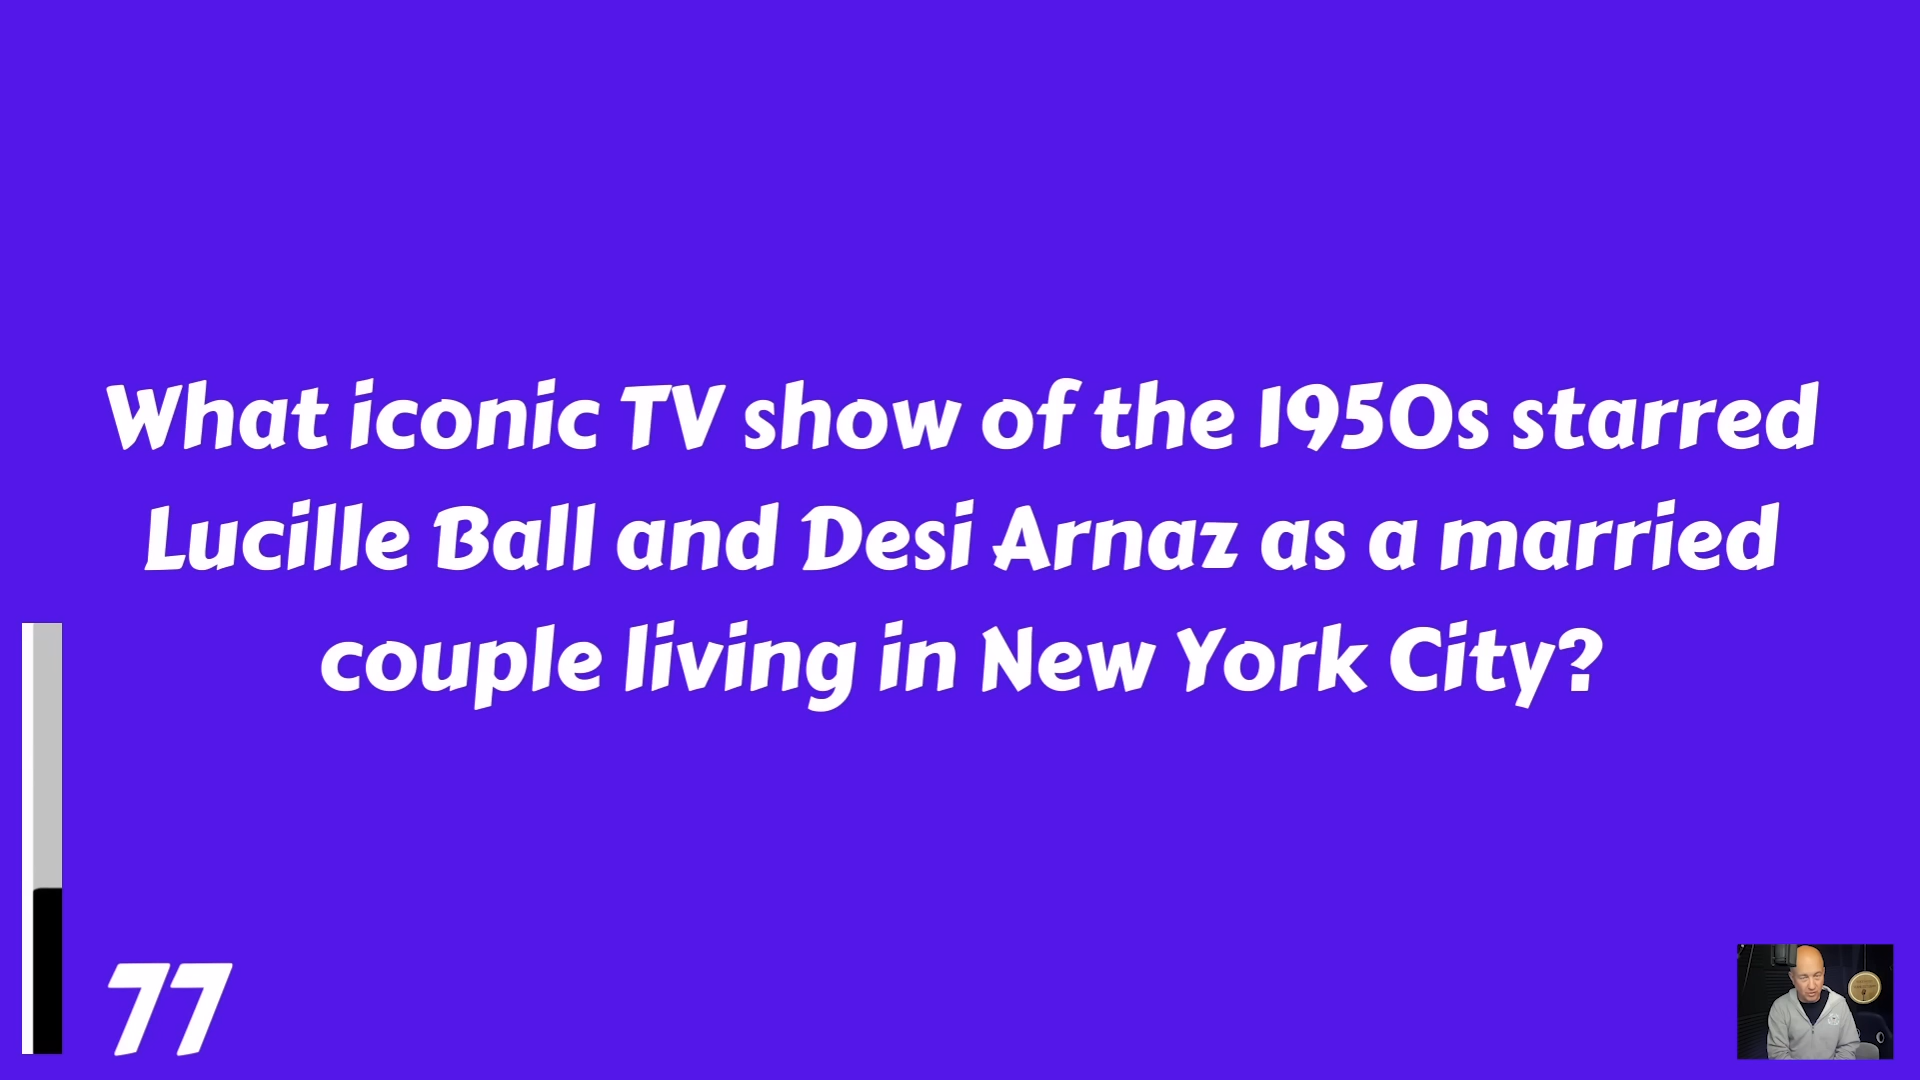 What iconic TV show of the 1950s starred
Lucille Ball and Desi Arnaz as a married
couple living in New York City?
77